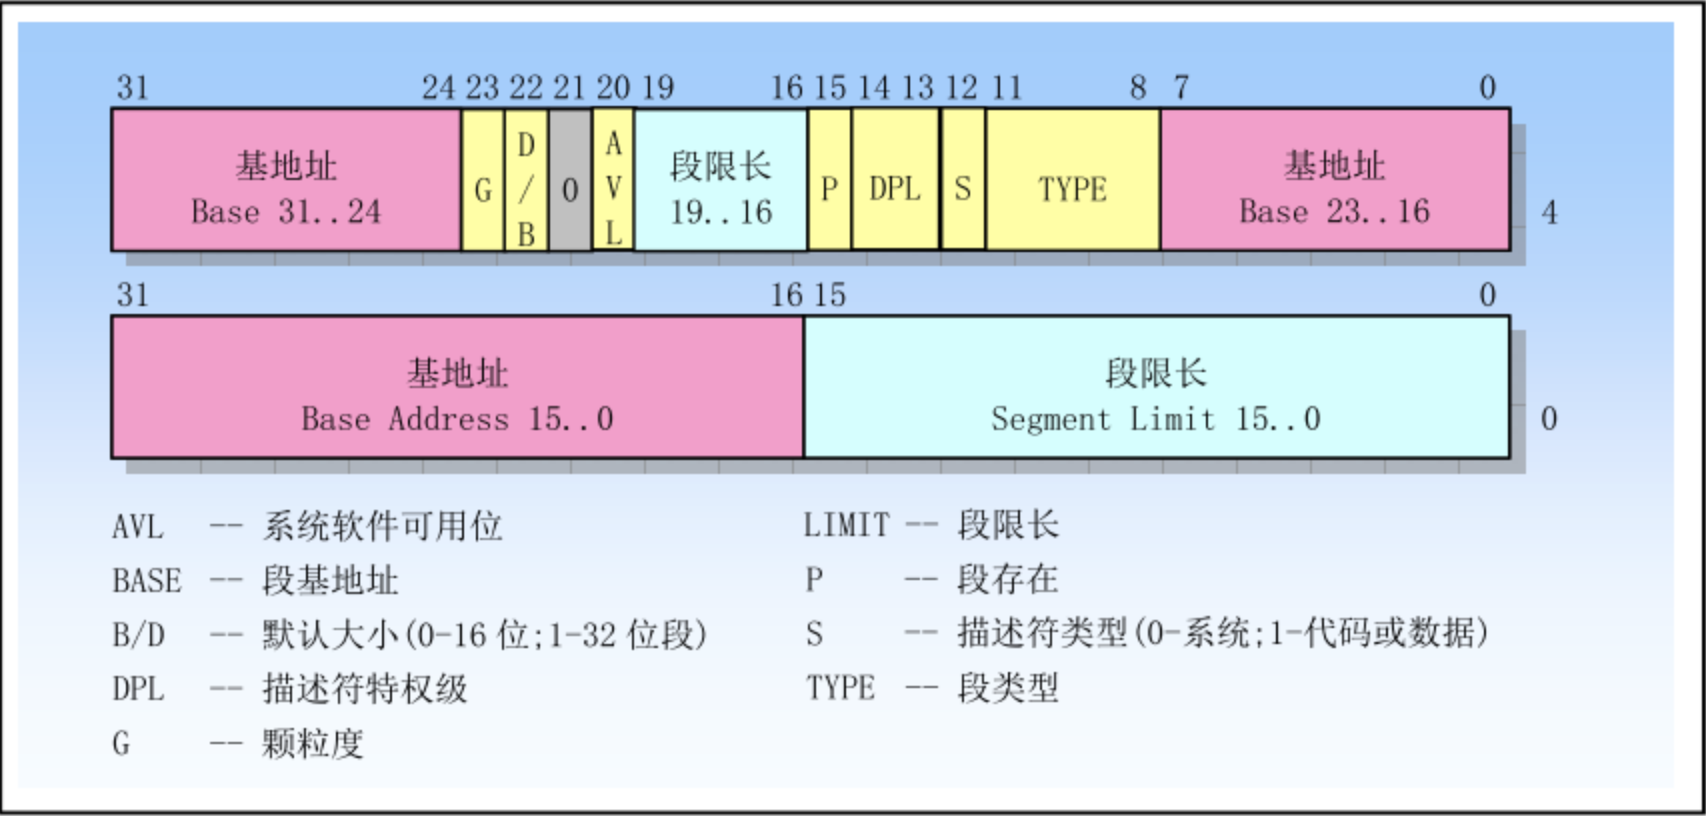 31 24 23 22 21 20 19 16 15 14 13 12 11 8 7 0
基地址 Base 31..24 G D/B 0 AVL 段限长 19..16 P DPL S TYPE 基地址 Base 23..16 4
31 16 15 0
基地址 段限长
Base Address 15..0 Segment Limit 15..0 0
AVL -- 系统软件可用位 LIMIT -- 段限长
BASE -- 段基地址 P -- 段存在
B/D -- 默认大小(0-16 位;1-32 位段) S -- 描述符类型(0-系统;1-代码或数据)
DPL -- 描述符特权级 TYPE -- 段类型
G -- 颗粒度